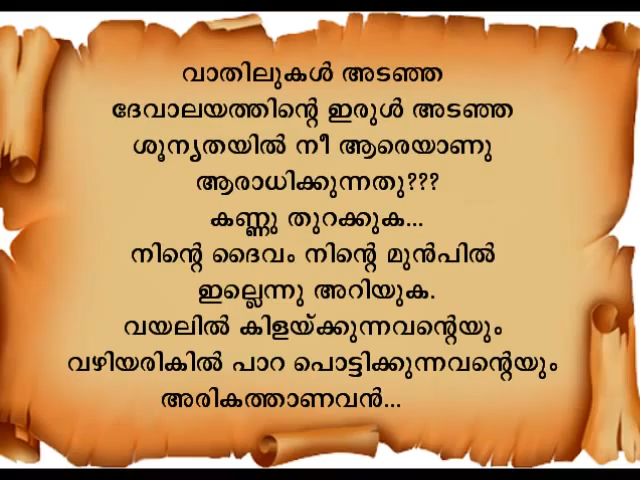 വാതിലുകൾ അടഞ്ഞ
ദേവാലയത്തിന്റെ ഇരുൾ അടഞ്ഞ
ശൂന്യതയിൽ നീ ആരെയാണു
ആരാധിക്കുന്നതു???
കണ്ണു തുറക്കുക...
നിന്റെ ദൈവം നിന്റെ മുൻപിൽ
ഇല്ലെന്നു അറിയുക.
വയലിൽ കിളയ്ക്കുന്നവന്റെയും
വഴിയരികിൽ പാറ പൊട്ടിക്കുന്നവന്റെയും
അരികത്താണവൻ...